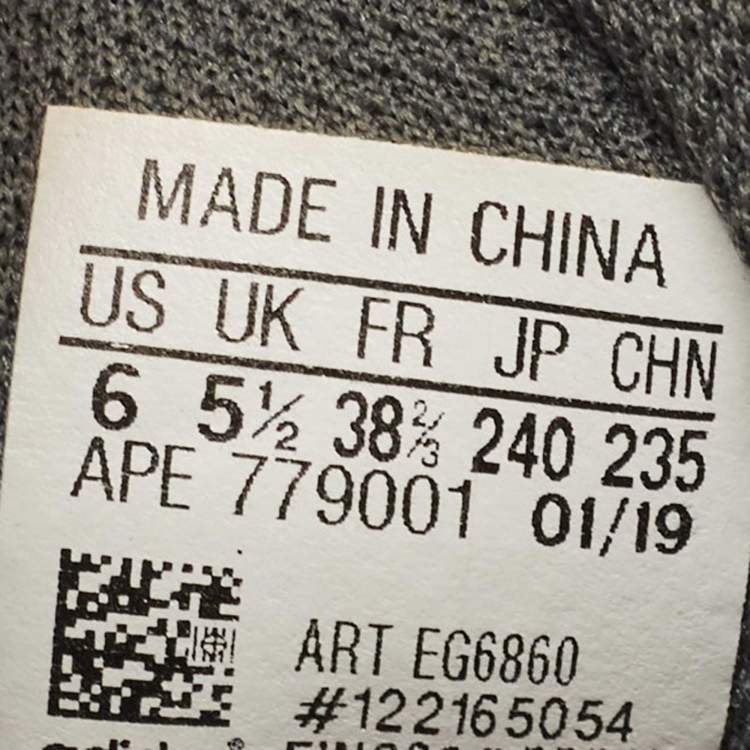 MADE IN CHINA
US UK FR JP CHN
6 5½ 38⅔ 240 235
APE 779001 01/19
ART EG6860
#122165054